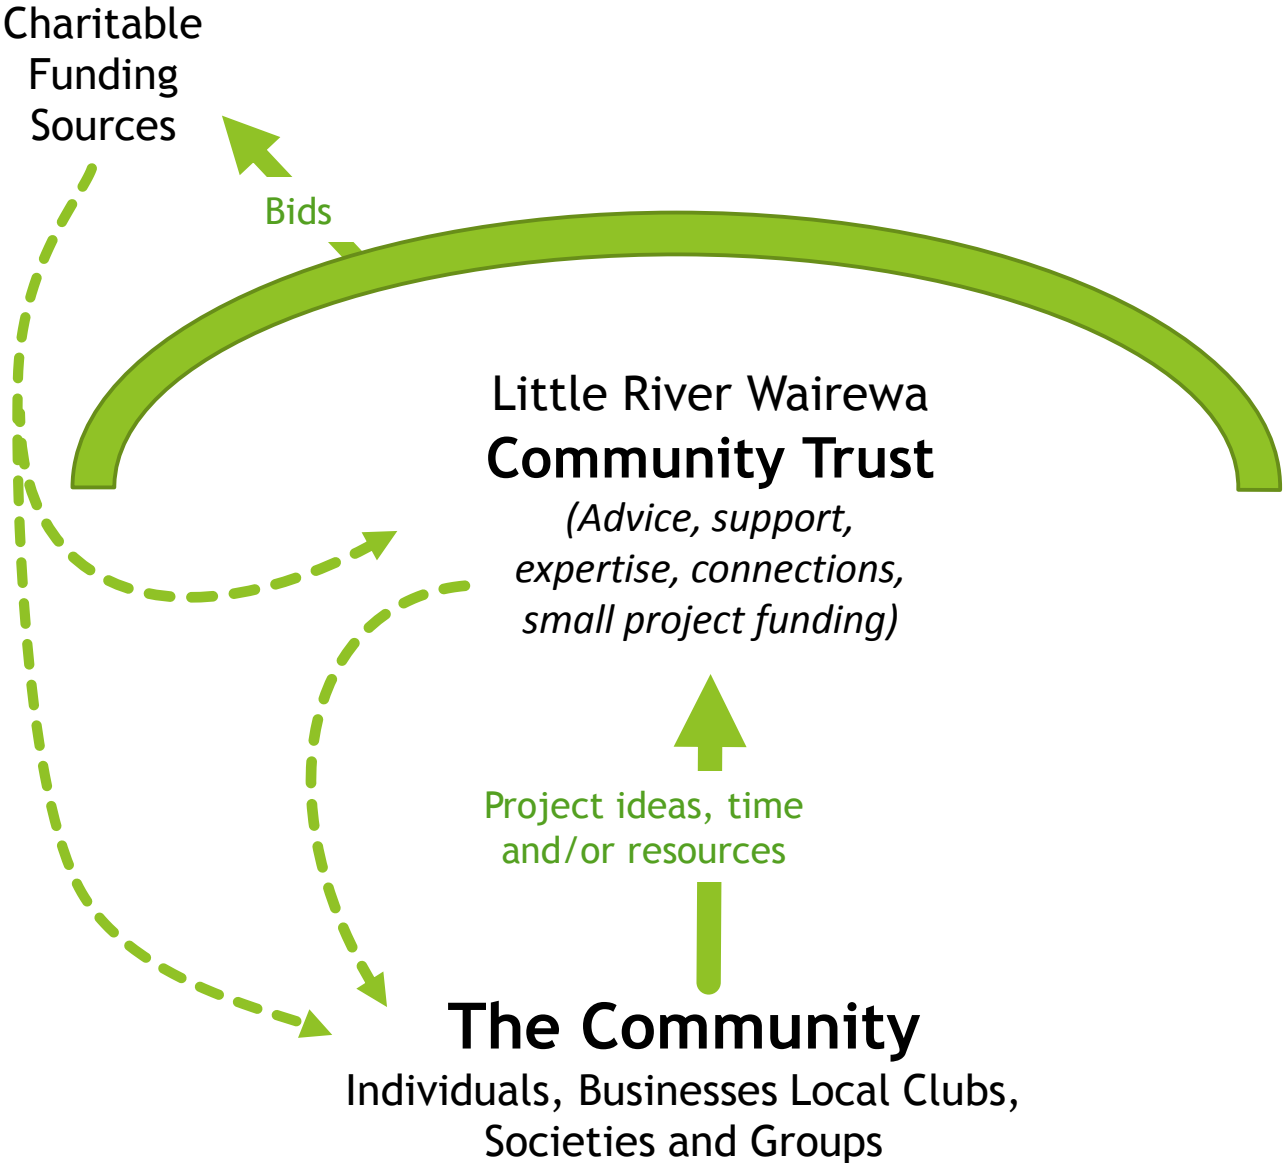 Charitable
Funding
Sources
Bids
Little River Wairewa
Community Trust
(Advice, support,
expertise, connections,
small project funding)
Project ideas, time
and/or resources
The Community
Individuals, Businesses Local Clubs,
Societies and Groups